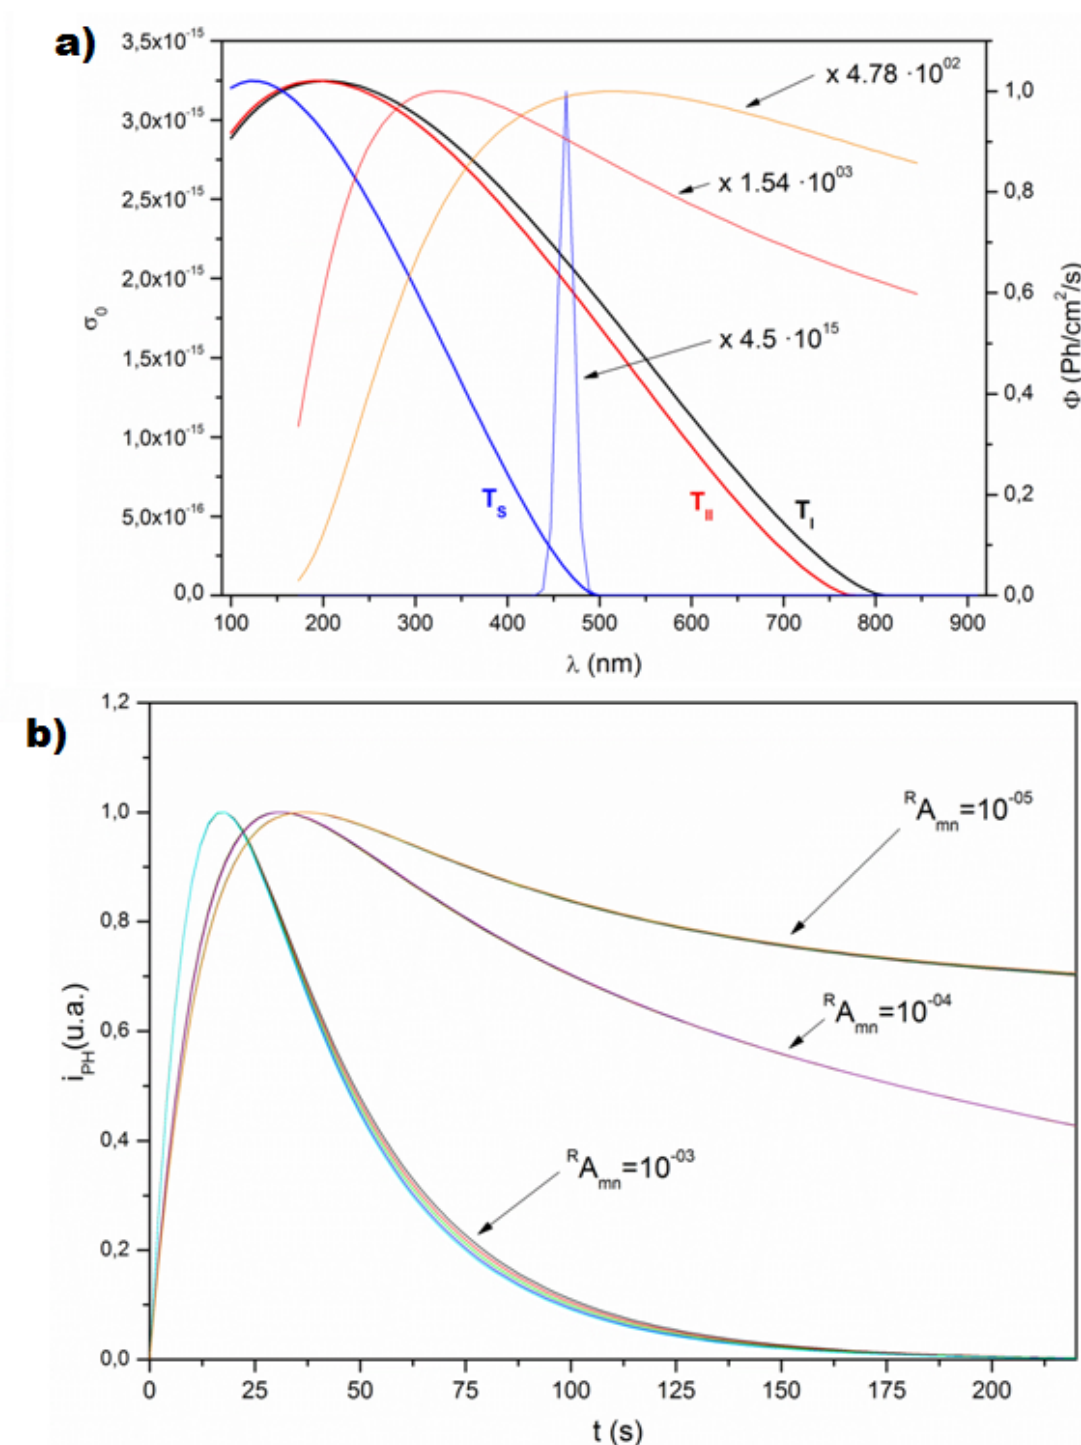 a)
3,5x10⁻¹⁵
3,0x10⁻¹⁵
2,5x10⁻¹⁵
2,0x10⁻¹⁵
1,5x10⁻¹⁵
1,0x10⁻¹⁵
5,0x10⁻¹⁶
0,0
σ₀
x 4.78 ·10⁰²
x 1.54 ·10⁰³
x 4.5 ·10¹⁵
T_S
T_II
T_I
1,0
0,8
0,6
0,4
0,2
0,0
Φ (Ph/cm²/s)
100 200 300 400 500 600 700 800 900
λ (nm)
b)
1,2
1,0
0,8
0,6
0,4
0,2
0,0
i_PH(u.a.)
ᴿA_mn=10⁻⁰⁵
ᴿA_mn=10⁻⁰⁴
ᴿA_mn=10⁻⁰³
0 25 50 75 100 125 150 175 200
t (s)